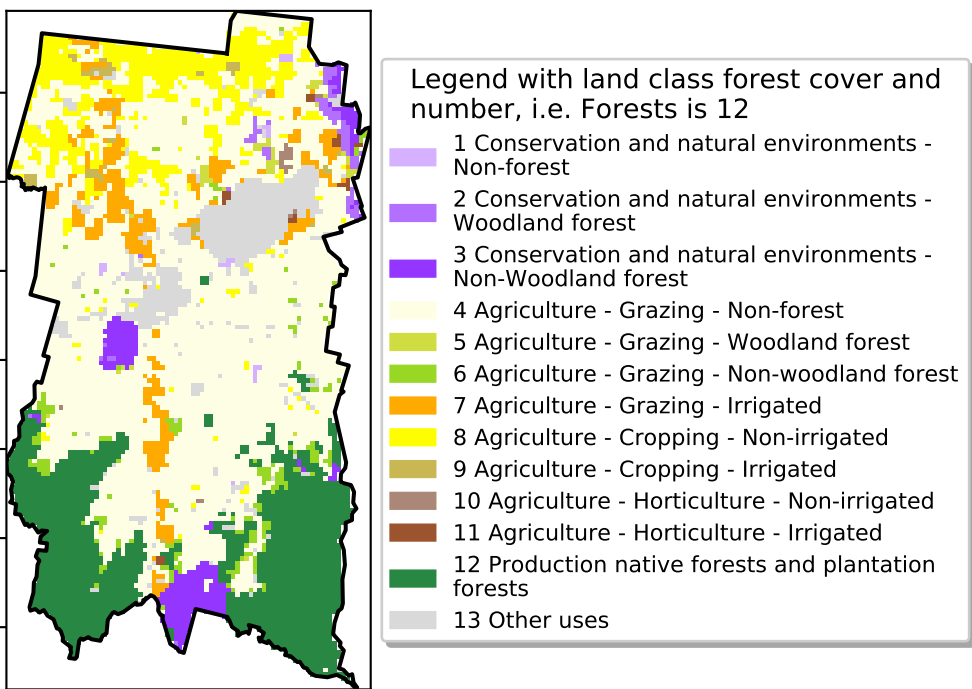 Legend with land class forest cover and
number, i.e. Forests is 12
1 Conservation and natural environments -
Non-forest
2 Conservation and natural environments -
Woodland forest
3 Conservation and natural environments -
Non-Woodland forest
4 Agriculture - Grazing - Non-forest
5 Agriculture - Grazing - Woodland forest
6 Agriculture - Grazing - Non-woodland forest
7 Agriculture - Grazing - Irrigated
8 Agriculture - Cropping - Non-irrigated
9 Agriculture - Cropping - Irrigated
10 Agriculture - Horticulture - Non-irrigated
11 Agriculture - Horticulture - Irrigated
12 Production native forests and plantation
forests
13 Other uses